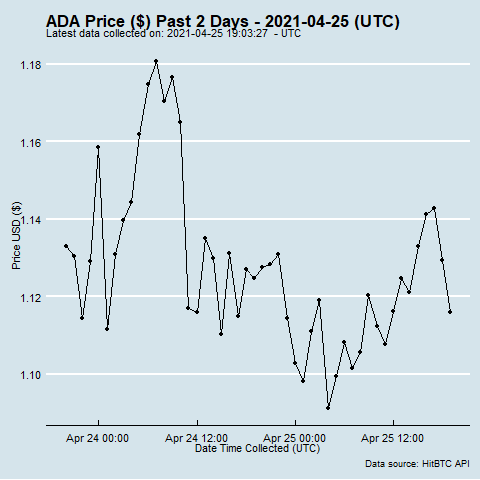 ADA Price ($) Past 2 Days - 2021-04-25 (UTC)
Latest data collected on: 2021-04-25 19:03:27  - UTC
1.18
1.16
1.14
1.12
1.10
Price USD ($)
Apr 24 00:00 Apr 24 12:00 Apr 25 00:00 Apr 25 12:00
Date Time Collected (UTC)
Data source: HitBTC API